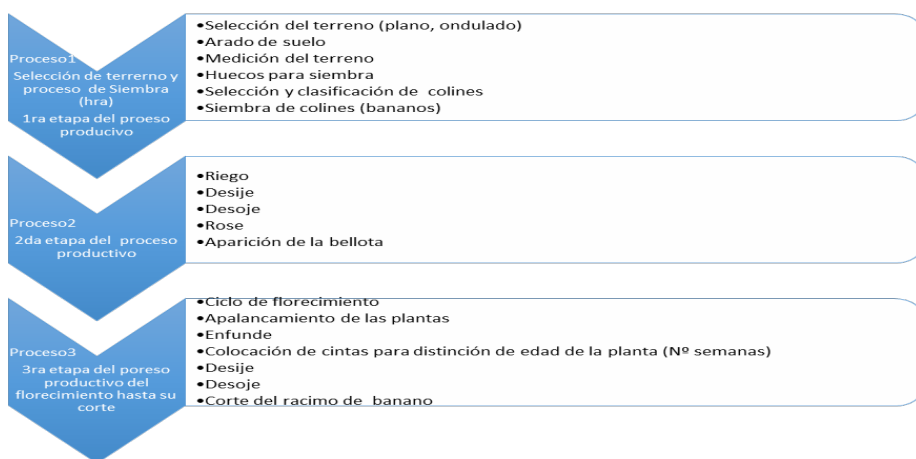 Proceso1
Selección de terrerno y
proceso de Siembra
(hra)
1ra etapa del proeso
producivo
•Selección del terreno (plano, ondulado)
•Arado de suelo
•Medición del terreno
•Huecos para siembra
•Selección y clasificación de colines
•Siembra de colines (bananos)
Proceso2
2da etapa del proceso
productivo
•Riego
•Desije
•Desoje
•Rose
•Aparición de la bellota
Proceso3
3ra etapa del poreso
productivo del
florecimiento hasta su
corte
•Ciclo de florecimiento
•Apalancamiento de las plantas
•Enfunde
•Colocación de cintas para distinción de edad de la planta (Nº semanas)
•Desije
•Desoje
•Corte del racimo de banano